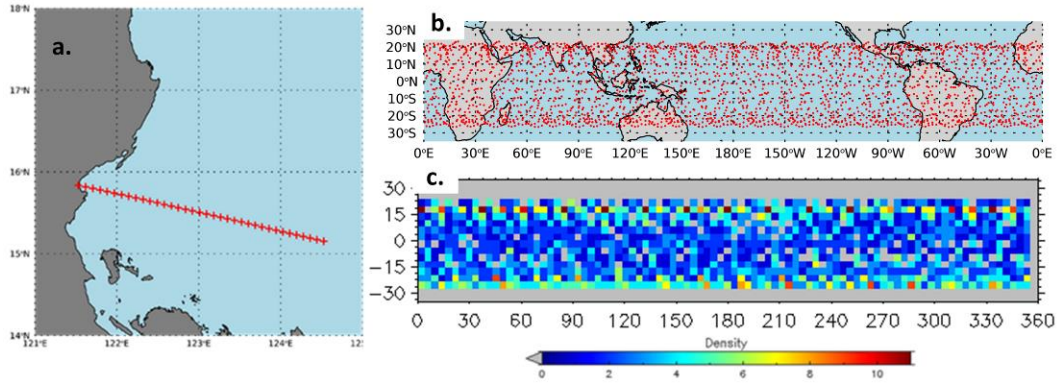 a.
18°N
17°N
16°N
15°N
14°N
121°E 122°E 123°E 124°E 12:
b.
30°N
20°N
10°N
0°N
10°S
20°S
30°S
0°E 30°E 60°E 90°E 120°E 150°E 180°E 150°W 120°W 90°W 60°W 30°W 0°E
c.
30
15
0
−15
−30
0 30 60 90 120 150 180 210 240 270 300 330 360
Density
0 2 4 6 8 10